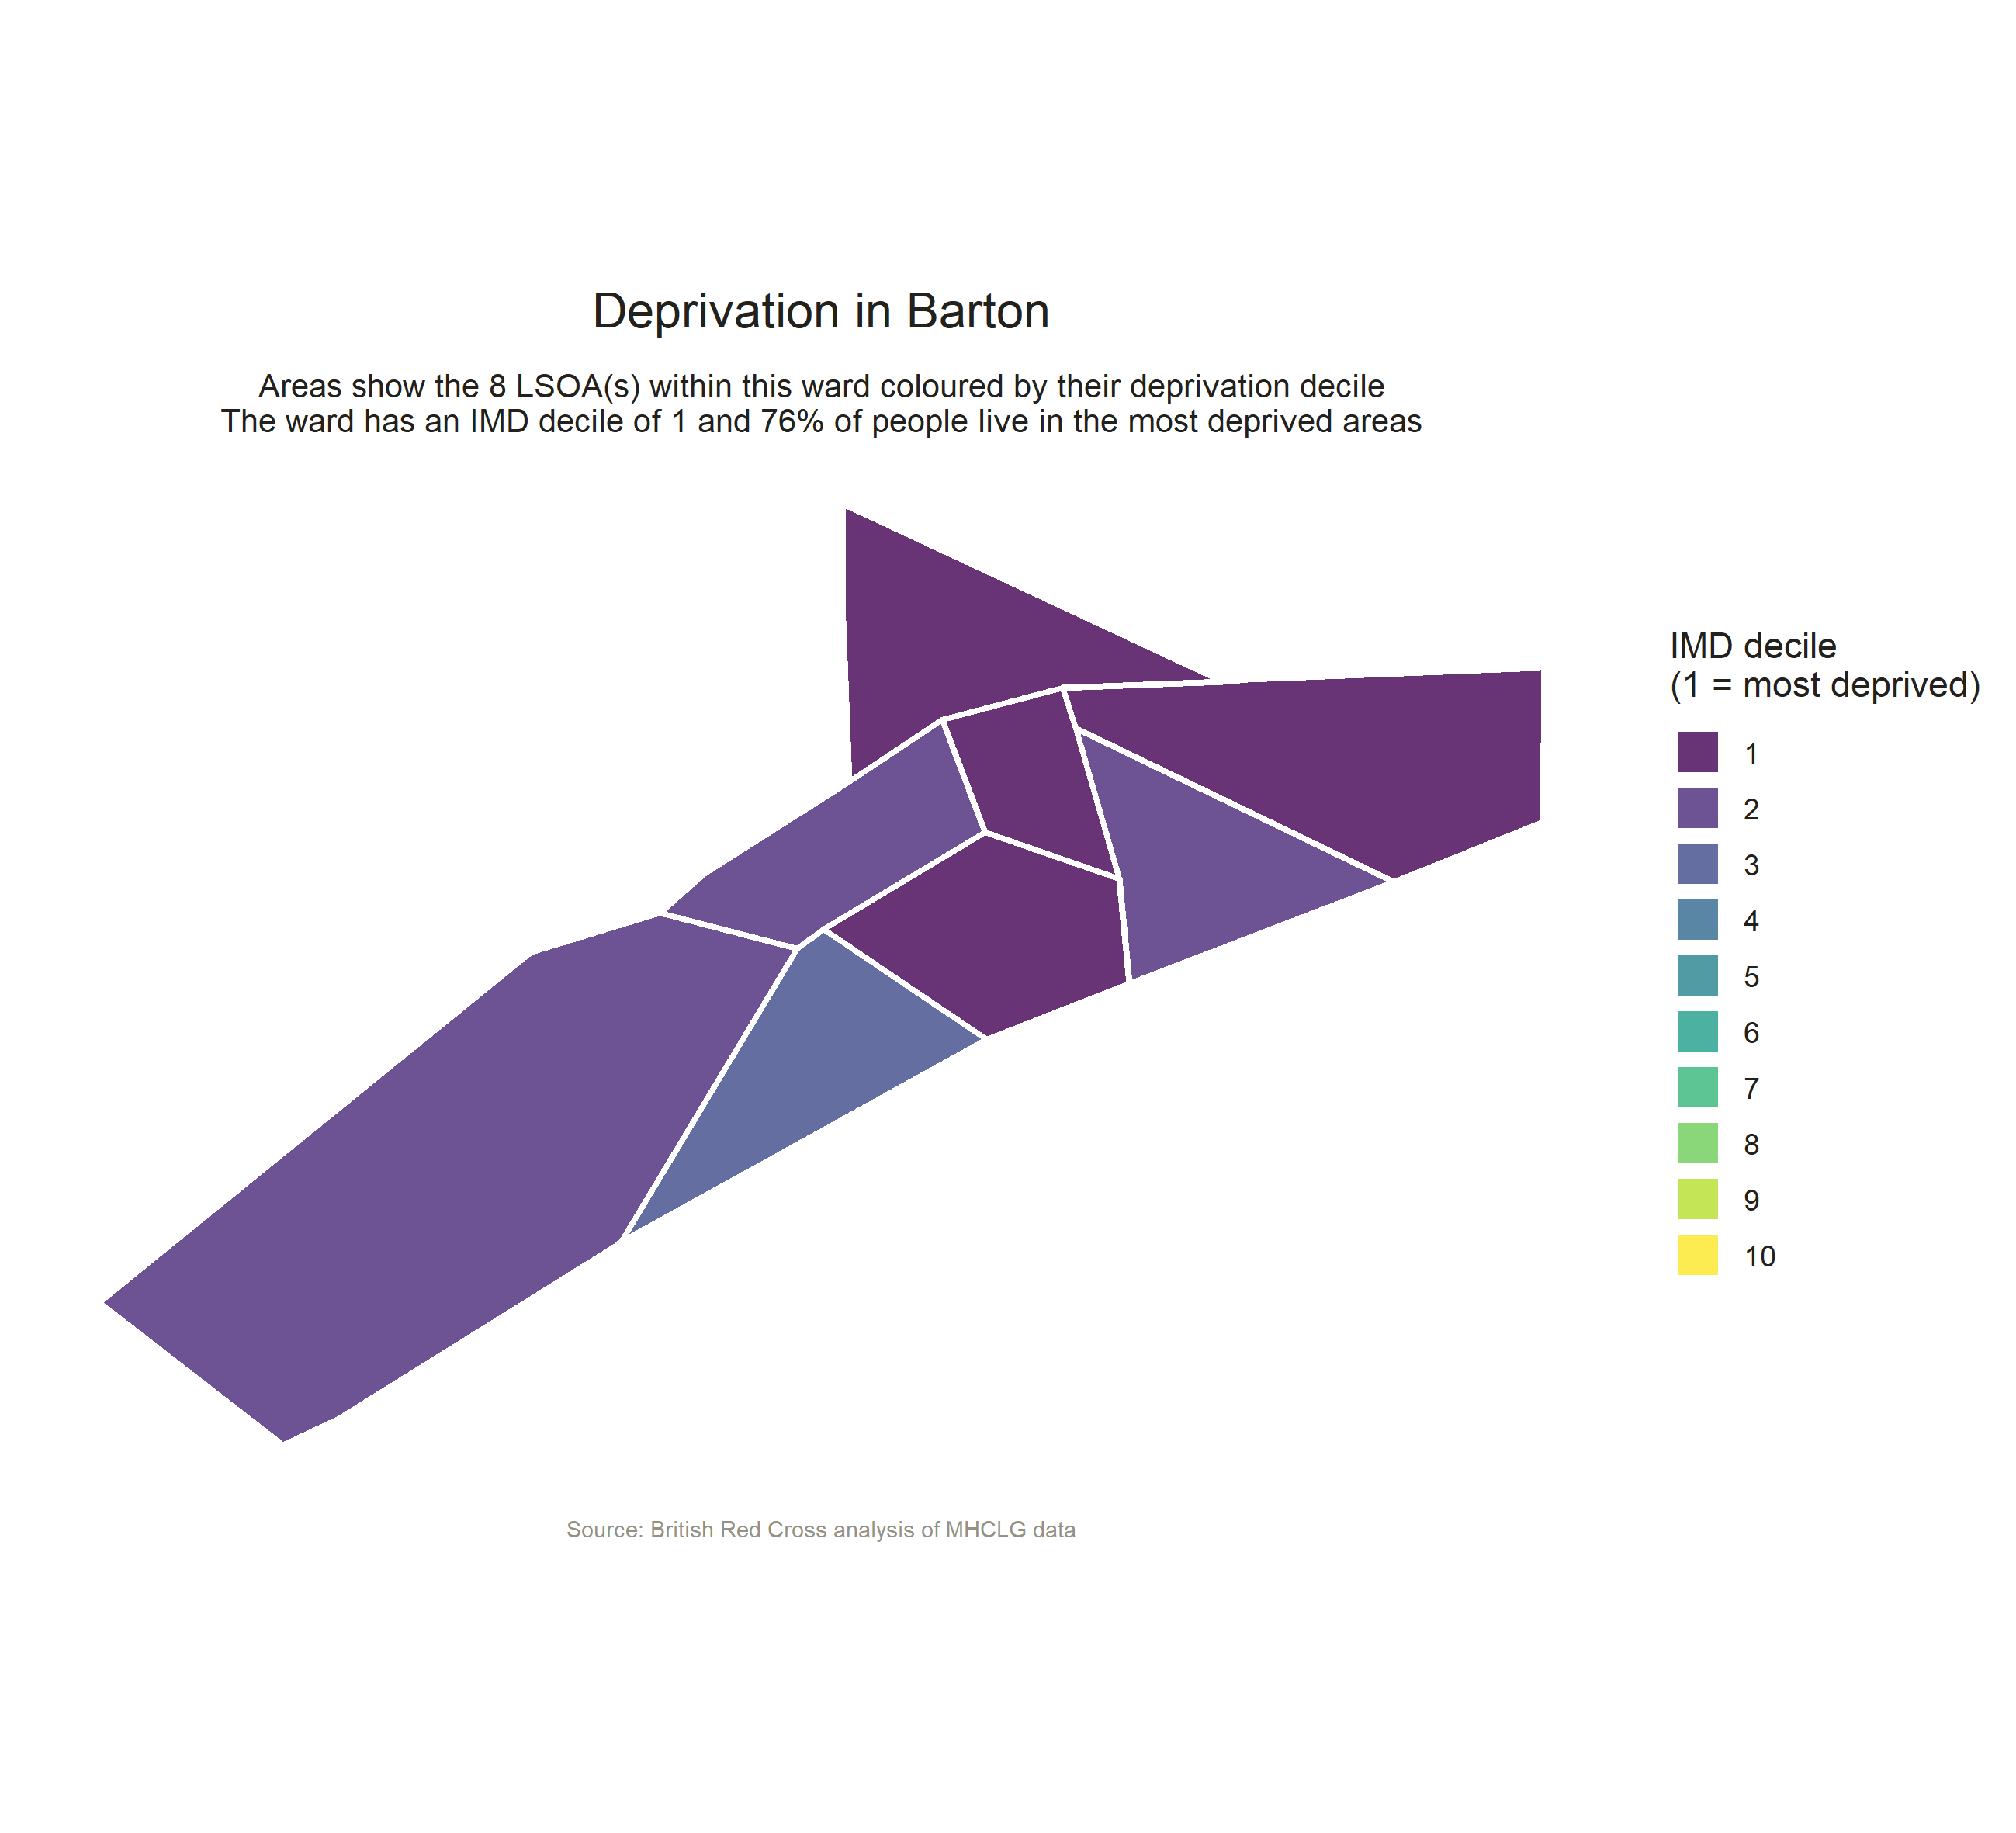 Deprivation in Barton
Areas show the 8 LSOA(s) within this ward coloured by their deprivation decile
The ward has an IMD decile of 1 and 76% of people live in the most deprived areas
IMD decile
(1 = most deprived)
1
2
3
4
5
6
7
8
9
10
Source: British Red Cross analysis of MHCLG data